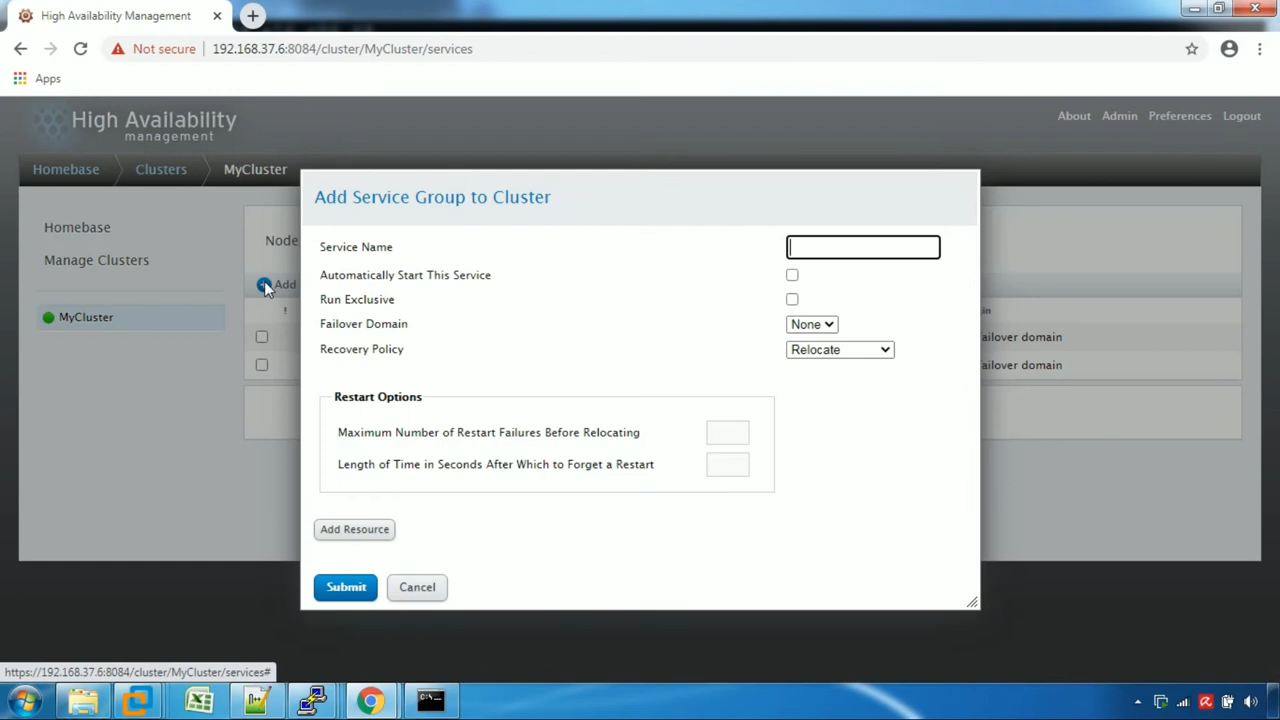 High Availability Management
Not secure
192.168.37.6:8084/cluster/MyCluster/services
Apps
High Availability
management
About Admin Preferences Logout
Homebase Clusters MyCluster
Homebase
Manage Clusters
MyCluster
Add
!
Add Service Group to Cluster
Service Name
Automatically Start This Service
Run Exclusive
Failover Domain None
Recovery Policy Relocate
Restart Options
Maximum Number of Restart Failures Before Relocating
Length of Time in Seconds After Which to Forget a Restart
Add Resource
Submit Cancel
ailover domain
ailover domain
https://192.168.37.6:8084/cluster/MyCluster/services#